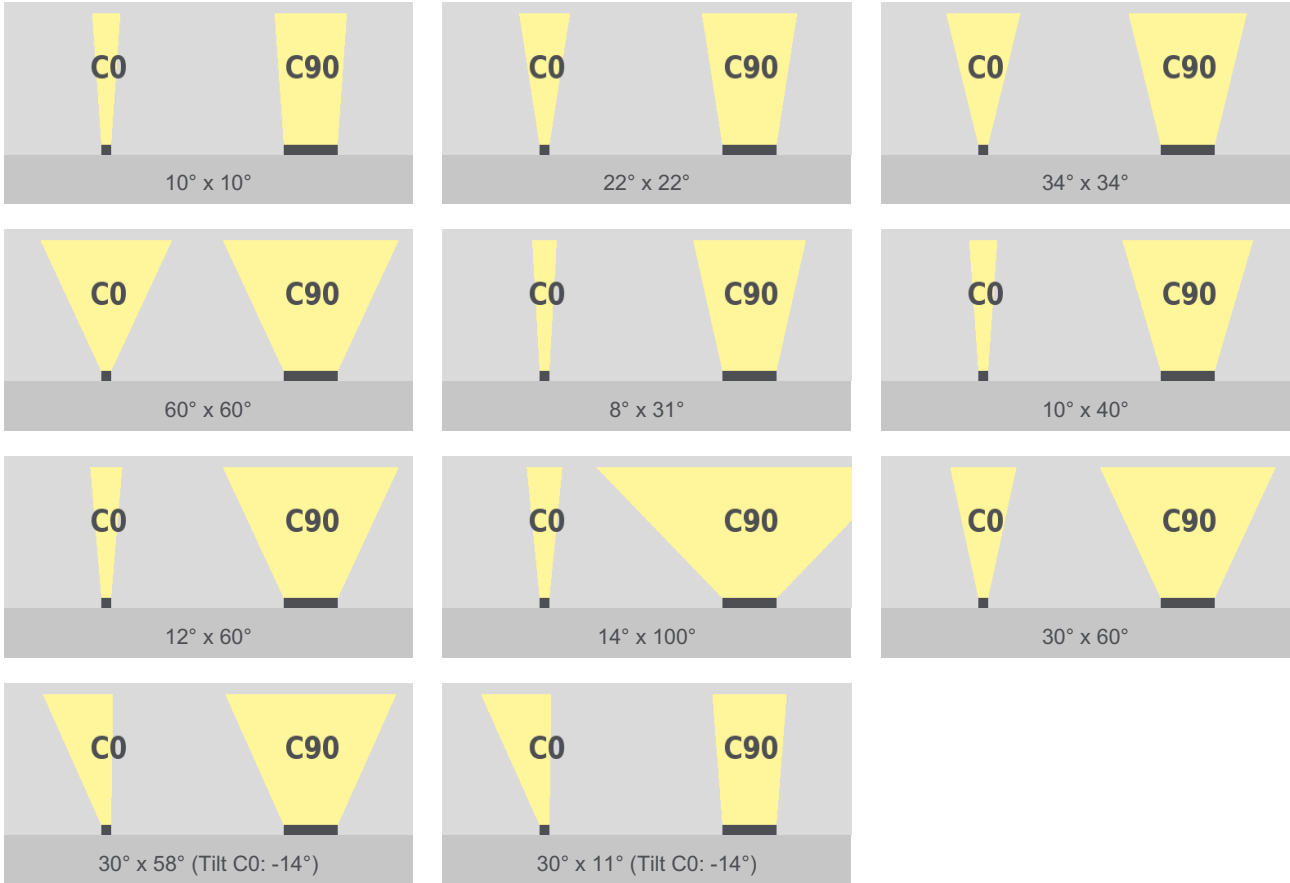 C0 C90
10° x 10°
C0 C90
22° x 22°
C0 C90
34° x 34°
C0 C90
60° x 60°
C0 C90
8° x 31°
C0 C90
10° x 40°
C0 C90
12° x 60°
C0 C90
14° x 100°
C0 C90
30° x 60°
C0 C90
30° x 58° (Tilt C0: -14°)
C0 C90
30° x 11° (Tilt C0: -14°)